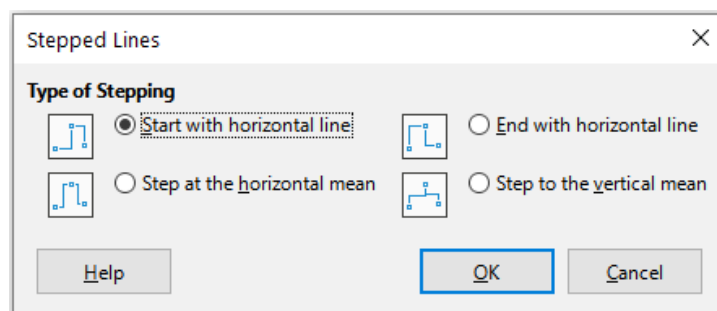 Stepped Lines
Type of Stepping
Start with horizontal line
End with horizontal line
Step at the horizontal mean
Step to the vertical mean
Help
OK
Cancel